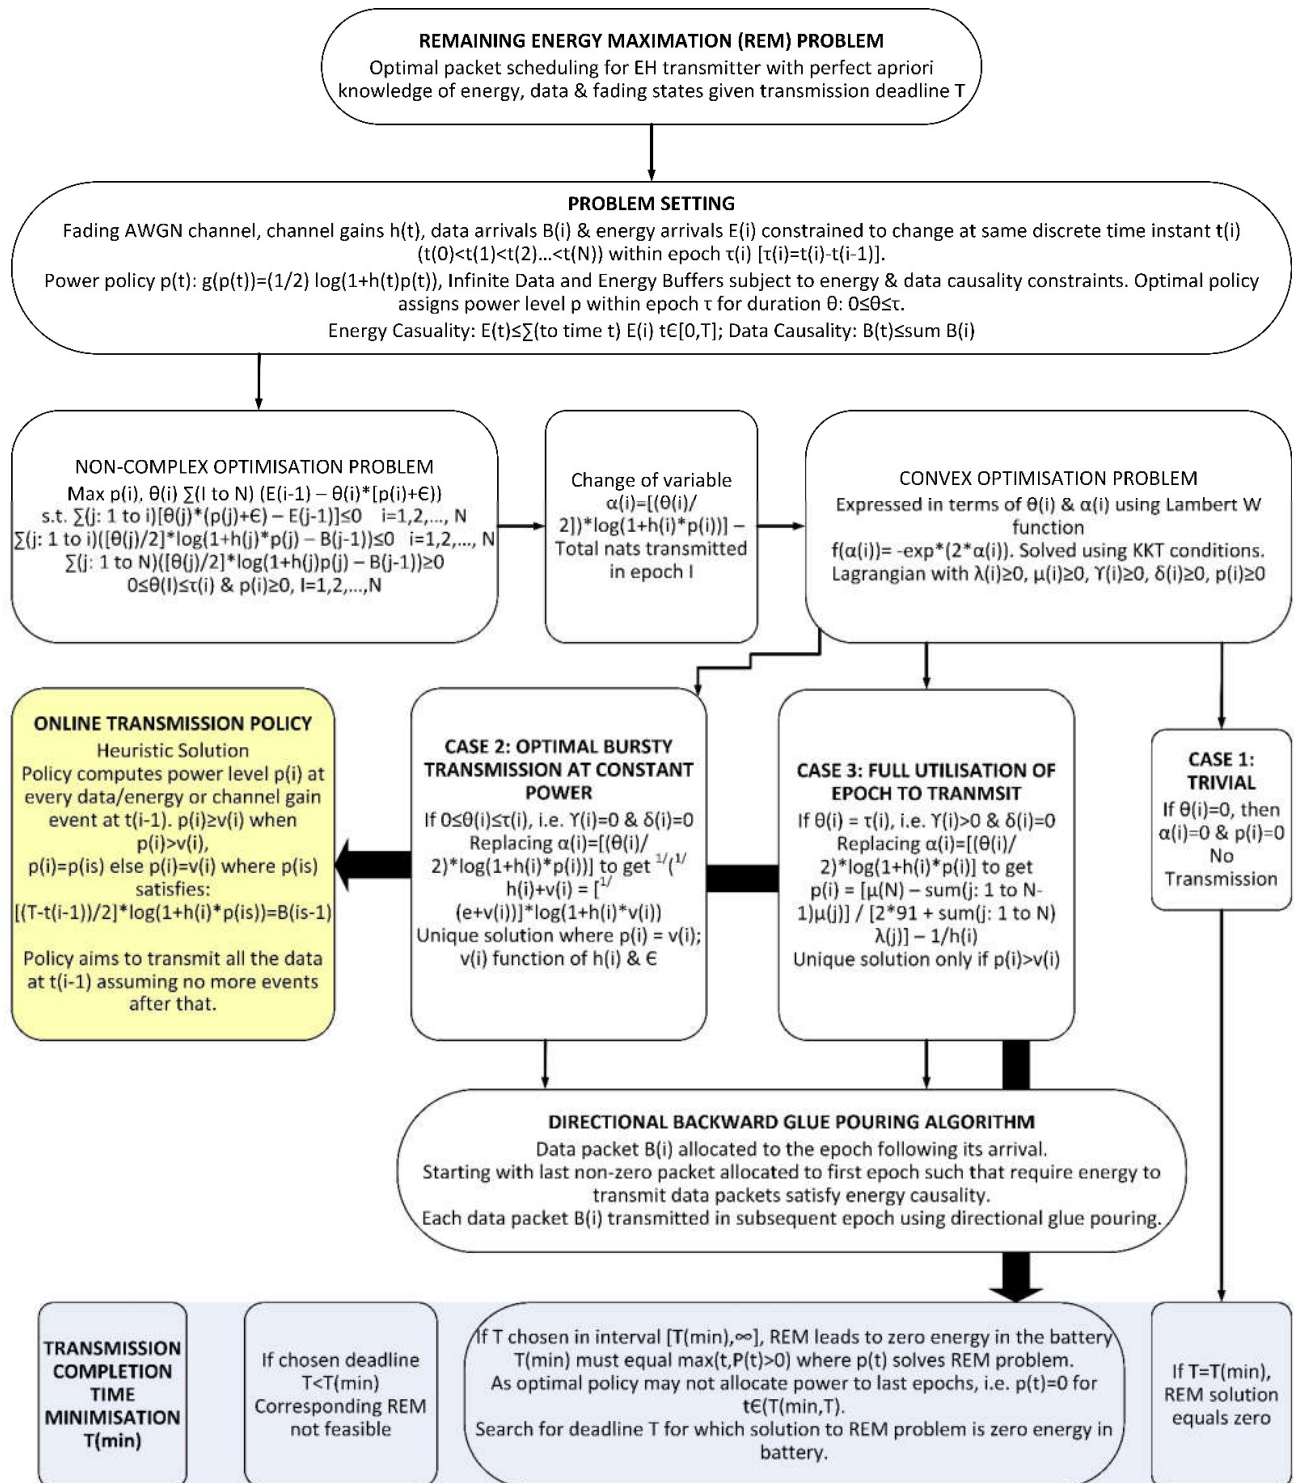 REMAINING ENERGY MAXIMATION (REM) PROBLEM
Optimal packet scheduling for EH transmitter with perfect apriori
knowledge of energy, data & fading states given transmission deadline T
PROBLEM SETTING
Fading AWGN channel, channel gains h(t), data arrivals B(i) & energy arrivals E(i) constrained to change at same discrete time instant t(i)
(t(0)<t(1)<t(2)...<t(N)) within epoch τ(i) [τ(i)=t(i)-t(i-1)].
Power policy p(t): g(p(t))=(1/2) log(1+h(t)p(t)), Infinite Data and Energy Buffers subject to energy & data causality constraints. Optimal policy
assigns power level p within epoch τ for duration θ: 0≤θ≤τ.
Energy Casuality: E(t)≤∑(to time t) E(i) tЄ[0,T]; Data Causality: B(t)≤sum B(i)
NON-COMPLEX OPTIMISATION PROBLEM
Max p(i), θ(i) ∑(I to N) (E(i-1) – θ(i)*[p(i)+Є))
s.t. ∑(j: 1 to i)[θ(j)*(p(j)+Є) – E(j-1)]≤0 i=1,2,..., N
∑(j: 1 to i)([θ(j)/2]*log(1+h(j)*p(j) – B(j-1))≤0 i=1,2,..., N
∑(j: 1 to N)([θ(j)/2]*log(1+h(j)p(j) – B(j-1))≥0
0≤θ(I)≤τ(i) & p(i)≥0, I=1,2,...,N
Change of variable
α(i)=[(θ(i)/
2])*log(1+h(i)*p(i))] –
Total nats transmitted
in epoch I
CONVEX OPTIMISATION PROBLEM
Expressed in terms of θ(i) & α(i) using Lambert W
function
f(α(i))= -exp*(2*α(i)). Solved using KKT conditions.
Lagrangian with λ(i)≥0, μ(i)≥0, ϒ(i)≥0, δ(i)≥0, p(i)≥0
ONLINE TRANSMISSION POLICY
Heuristic Solution
Policy computes power level p(i) at
every data/energy or channel gain
event at t(i-1). p(i)≥v(i) when
p(i)>v(i),
p(i)=p(is) else p(i)=v(i) where p(is)
satisfies:
[(T-t(i-1))/2]*log(1+h(i)*p(is))=B(is-1)
Policy aims to transmit all the data
at t(i-1) assuming no more events
after that.
CASE 2: OPTIMAL BURSTY
TRANSMISSION AT CONSTANT
POWER
If 0≤θ(i)≤τ(i), i.e. ϒ(i)=0 & δ(i)=0
Replacing α(i)=[(θ(i)/
2)*log(1+h(i)*p(i))] to get 1/(1/
h(i)+v(i) = [1/
(e+v(i))]*log(1+h(i)*v(i))
Unique solution where p(i) = v(i);
v(i) function of h(i) & Є
CASE 3: FULL UTILISATION OF
EPOCH TO TRANMSIT
If θ(i) = τ(i), i.e. ϒ(i)>0 & δ(i)=0
Replacing α(i)=[(θ(i)/
2)*log(1+h(i)*p(i)] to get
p(i) = [μ(N) – sum(j: 1 to N-
1)μ(j)] / [2*91 + sum(j: 1 to N)
λ(j)] – 1/h(i)
Unique solution only if p(i)>v(i)
CASE 1:
TRIVIAL
If θ(i)=0, then
α(i)=0 & p(i)=0
No
Transmission
DIRECTIONAL BACKWARD GLUE POURING ALGORITHM
Data packet B(i) allocated to the epoch following its arrival.
Starting with last non-zero packet allocated to first epoch such that require energy to
transmit data packets satisfy energy causality.
Each data packet B(i) transmitted in subsequent epoch using directional glue pouring.
TRANSMISSION
COMPLETION
TIME
MINIMISATION
T(min)
If chosen deadline
T<T(min)
Corresponding REM
not feasible
If T chosen in interval [T(min),∞], REM leads to zero energy in the battery
T(min) must equal max(t,P(t)>0) where p(t) solves REM problem.
As optimal policy may not allocate power to last epochs, i.e. p(t)=0 for
tЄ(T(min,T).
Search for deadline T for which solution to REM problem is zero energy in
battery.
If T=T(min),
REM solution
equals zero